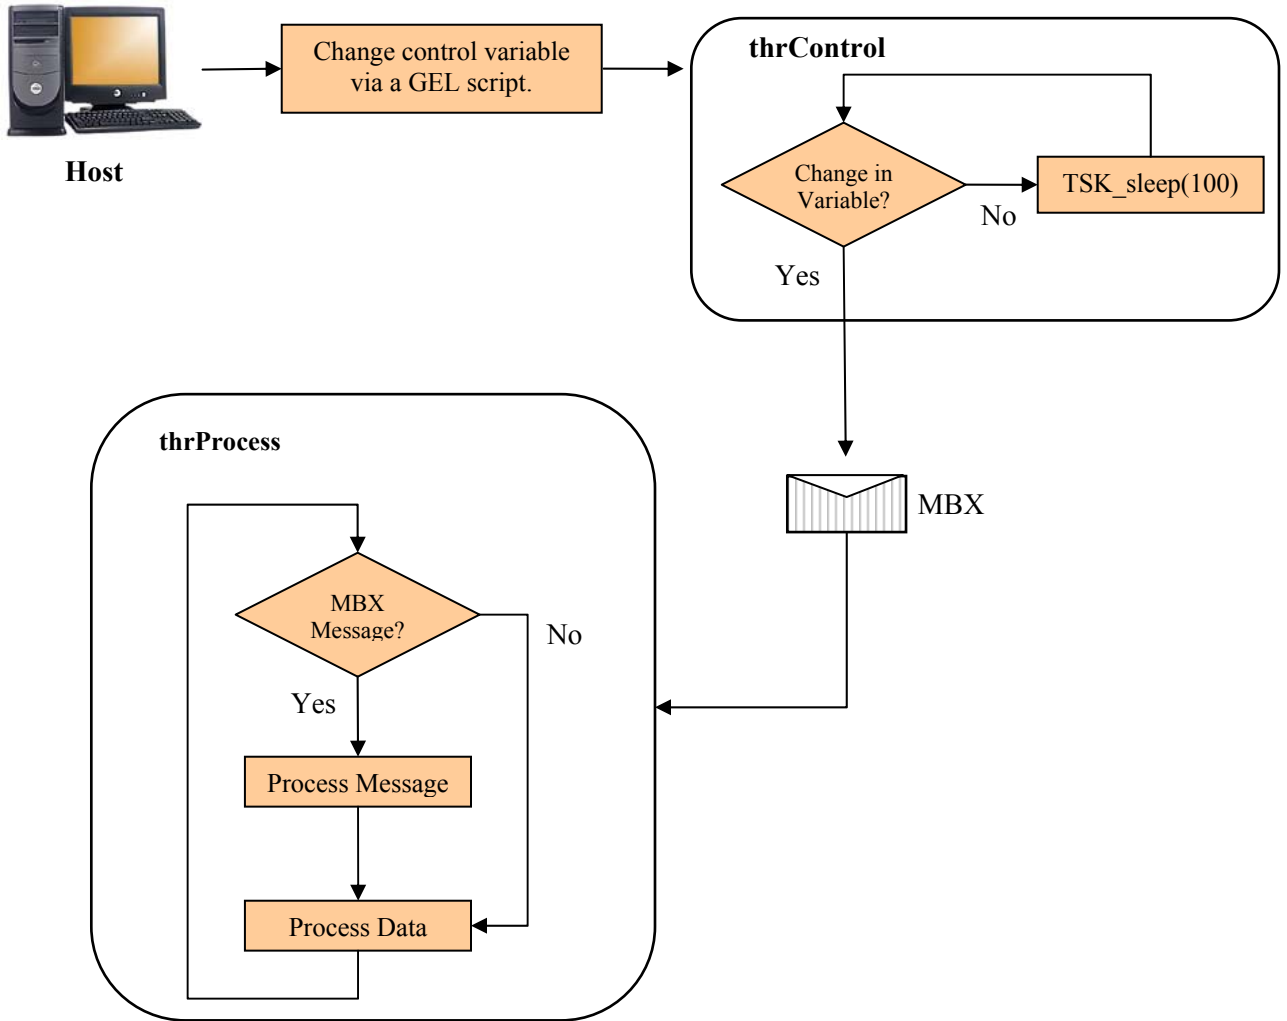 Change control variable
via a GEL script.
Host
thrControl
Change in
Variable?
No
TSK_sleep(100)
Yes
MBX
thrProcess
MBX
Message?
No
Yes
Process Message
Process Data